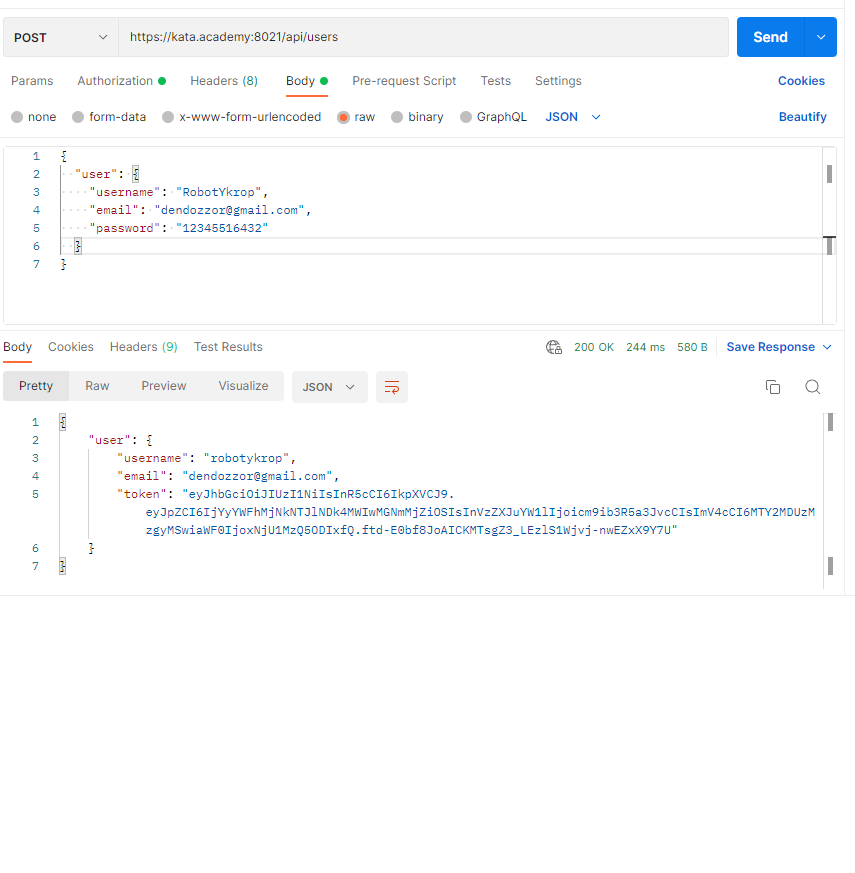 POST https://kata.academy:8021/api/users Send
Params Authorization Headers (8) Body Pre-request Script Tests Settings Cookies
none form-data x-www-form-urlencoded raw binary GraphQL JSON Beautify
1 {
2 "user": {
3 "username": "RobotYkrop",
4 "email": "dendozzor@gmail.com",
5 "password": "12345516432"
6 }
7 }
Body Cookies Headers (9) Test Results 200 OK 244 ms 580 B Save Response
Pretty Raw Preview Visualize JSON
1 {
2 "user": {
3 "username": "robotykrop",
4 "email": "dendozzor@gmail.com",
5 "token": "eyJhbGciOiJIUzI1NiIsInR5cCI6IkpXVCJ9.
eyJpZCI6IjYyYWFhMjNkNTJlNDk4MWIwMGNmMjZiOSIsInVzZXJuYW1lIjoicm9ib3R5a3JvcCIsImV4cCI6MTY2MDUzM
zgyMSwiaWF0IjoxNjU1MzQ5ODIxfQ.ftd-E0bf8JoAICKMTsgZ3_LEzlS1Wjvj-nwEZxX9Y7U"
6 }
7 }